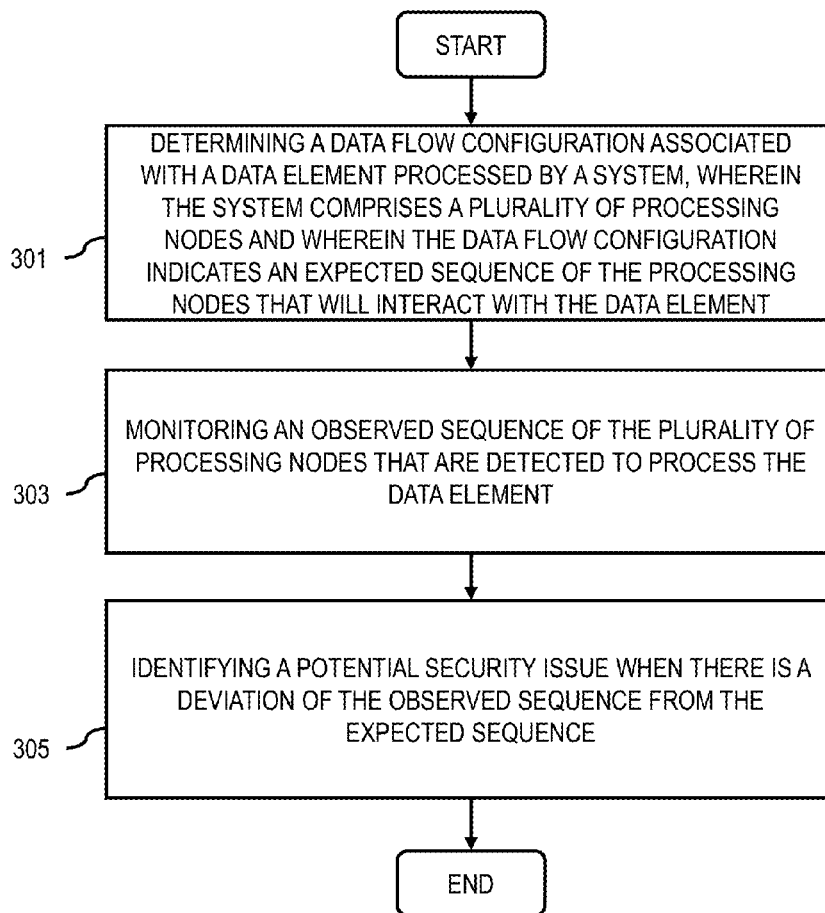 START
DETERMINING A DATA FLOW CONFIGURATION ASSOCIATED
WITH A DATA ELEMENT PROCESSED BY A SYSTEM, WHEREIN
THE SYSTEM COMPRISES A PLURALITY OF PROCESSING
NODES AND WHEREIN THE DATA FLOW CONFIGURATION
INDICATES AN EXPECTED SEQUENCE OF THE PROCESSING
NODES THAT WILL INTERACT WITH THE DATA ELEMENT
301
MONITORING AN OBSERVED SEQUENCE OF THE PLURALITY OF
PROCESSING NODES THAT ARE DETECTED TO PROCESS THE
DATA ELEMENT
303
IDENTIFYING A POTENTIAL SECURITY ISSUE WHEN THERE IS A
DEVIATION OF THE OBSERVED SEQUENCE FROM THE
EXPECTED SEQUENCE
305
END